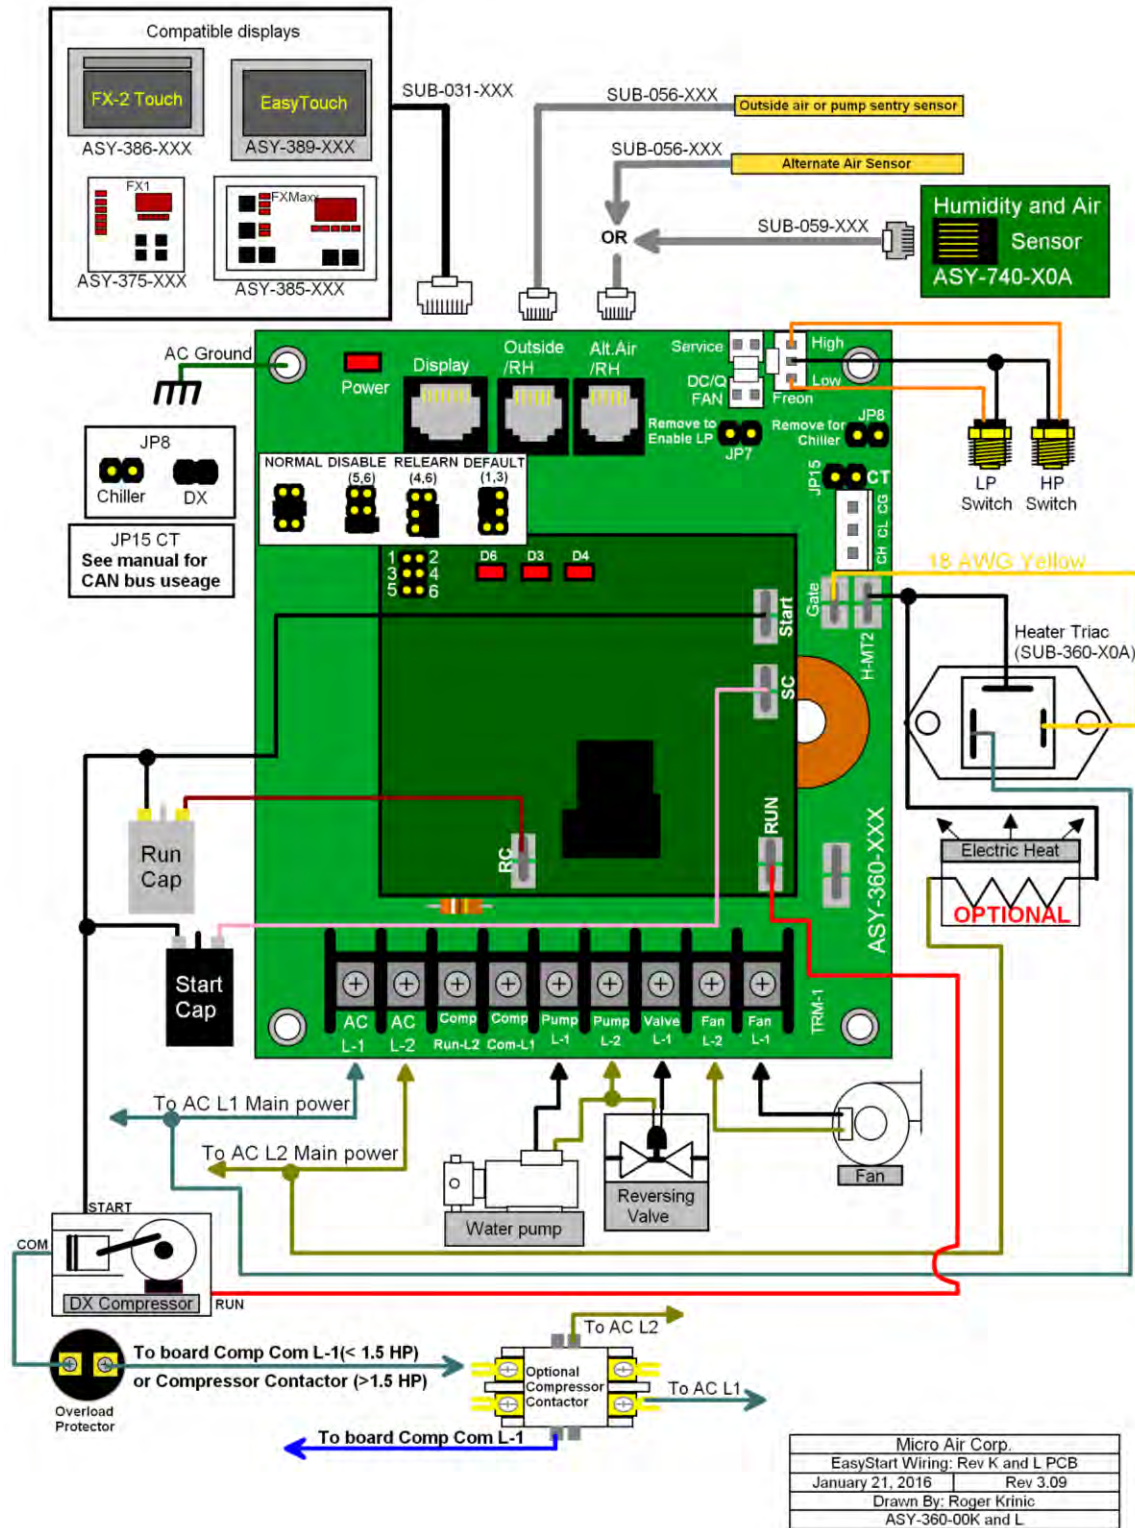 Compatible displays
FX-2 Touch
EasyTouch
ASY-386-XXX
ASY-389-XXX
FX1
FXMaxx
ASY-375-XXX
ASY-385-XXX
SUB-031-XXX
SUB-056-XXX
Outside air or pump sentry sensor
SUB-056-XXX
Alternate Air Sensor
OR
SUB-059-XXX
Humidity and Air
Sensor
ASY-740-X0A
AC Ground
Power
Display
Outside
/RH
Alt.Air
/RH
Service
DC/Q
FAN
High
Low
Freon
Remove to
Enable LP
JP7
Remove for
Chiller
JP8
JP15
CT
CG
CL
CH
LP
Switch
HP
Switch
JP8
Chiller
DX
JP15 CT
See manual for
CAN bus useage
NORMAL
DISABLE
(5,6)
RELEARN
(4,6)
DEFAULT
(1,3)
1 2
3 4
5 6
D6
D3
D4
Start
SC
RUN
RC
Gate
H-MT2
18 AWG Yellow
Heater Triac
(SUB-360-X0A)
Electric Heat
OPTIONAL
ASY-360-XXX
TRM-1
Run
Cap
Start
Cap
AC
L-1
AC
L-2
Comp
Run-L2
Comp
Com-L1
Pump
L-1
Pump
L-2
Valve
L-1
Fan
L-2
Fan
L-1
To AC L1 Main power
To AC L2 Main power
Water pump
Reversing
Valve
Fan
START
COM
DX Compressor
RUN
Overload
Protector
To board Comp Com L-1(< 1.5 HP)
or Compressor Contactor (>1.5 HP)
To AC L2
Optional
Compressor
Contactor
To AC L1
To board Comp Com L-1
Micro Air Corp.
EasyStart Wiring: Rev K and L PCB
January 21, 2016 Rev 3.09
Drawn By: Roger Krinic
ASY-360-00K and L